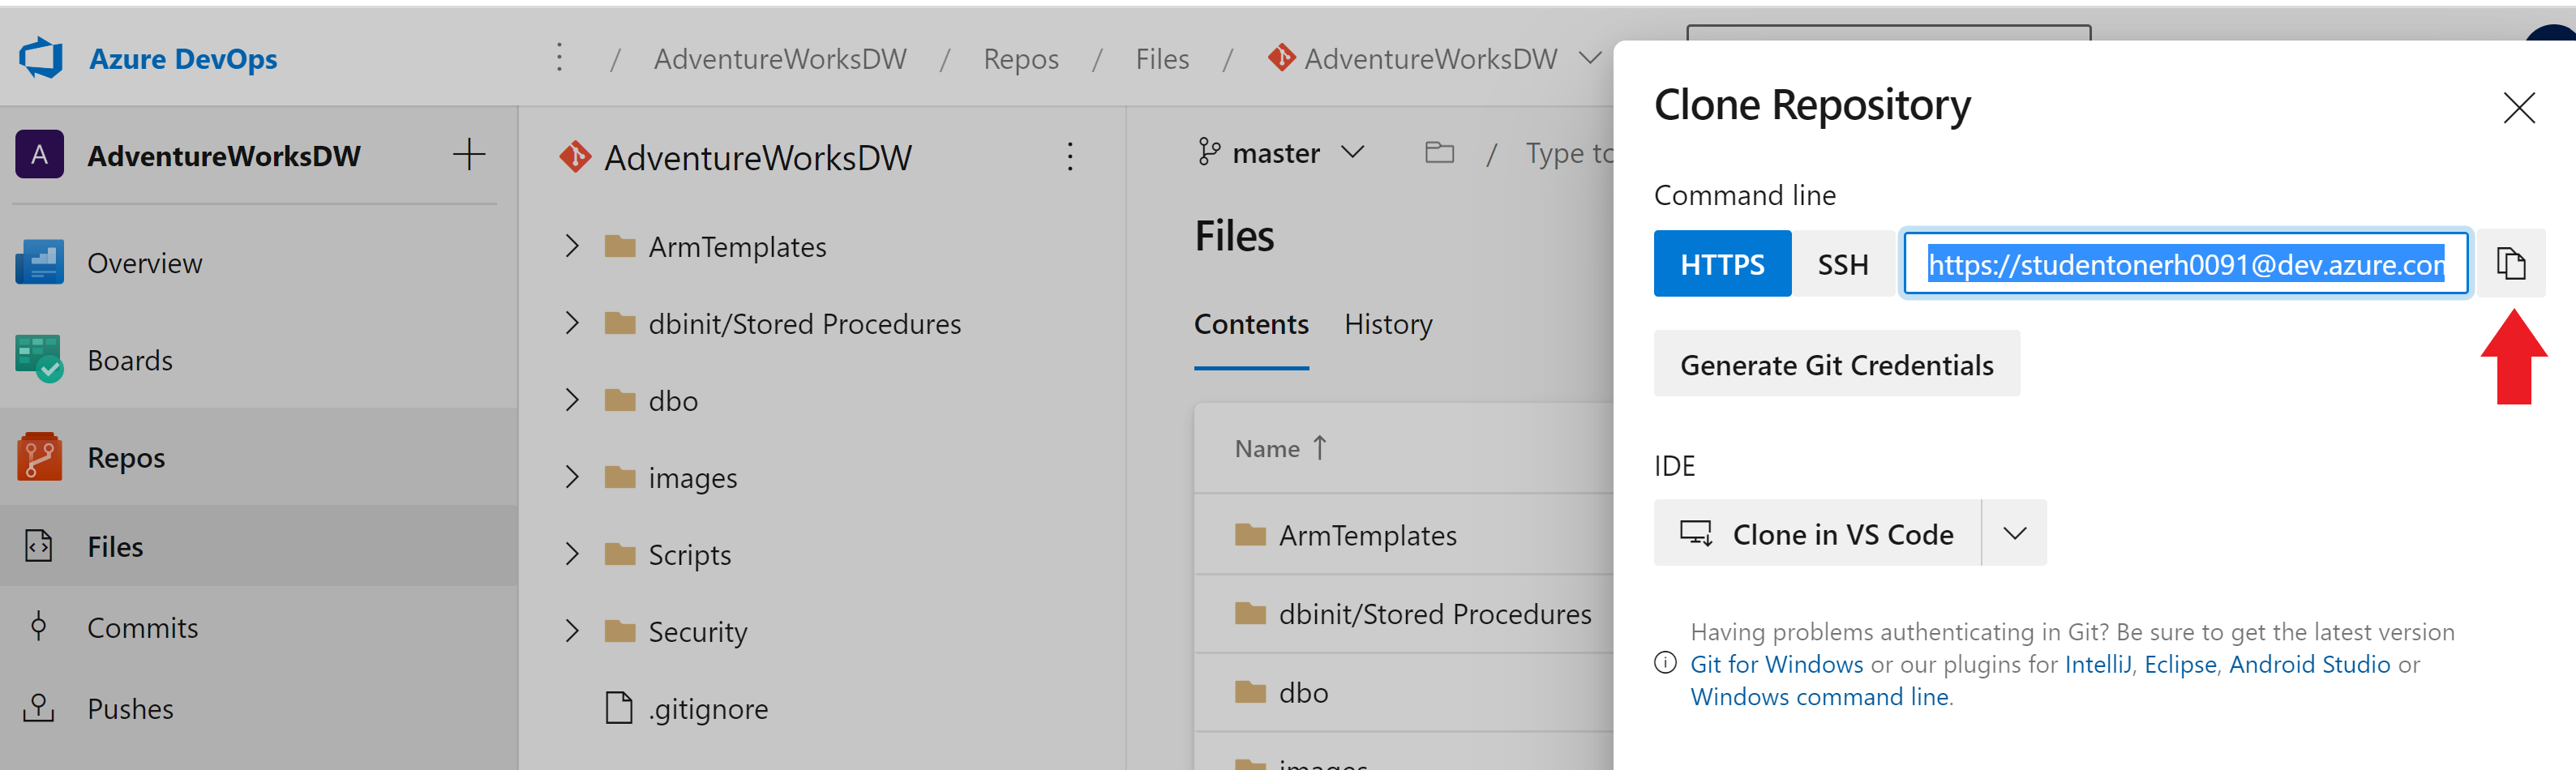 Azure DevOps
/ AdventureWorksDW / Repos / Files / AdventureWorksDW
A AdventureWorksDW
Overview
Boards
Repos
Files
Commits
Pushes
AdventureWorksDW
ArmTemplates
dbinit/Stored Procedures
dbo
images
Scripts
Security
.gitignore
master / Type to
Files
Contents History
Name
ArmTemplates
dbinit/Stored Procedures
dbo
images
Clone Repository
Command line
HTTPS SSH https://studentonerh0091@dev.azure.com
Generate Git Credentials
IDE
Clone in VS Code
Having problems authenticating in Git? Be sure to get the latest version
Git for Windows or our plugins for IntelliJ, Eclipse, Android Studio or
Windows command line.